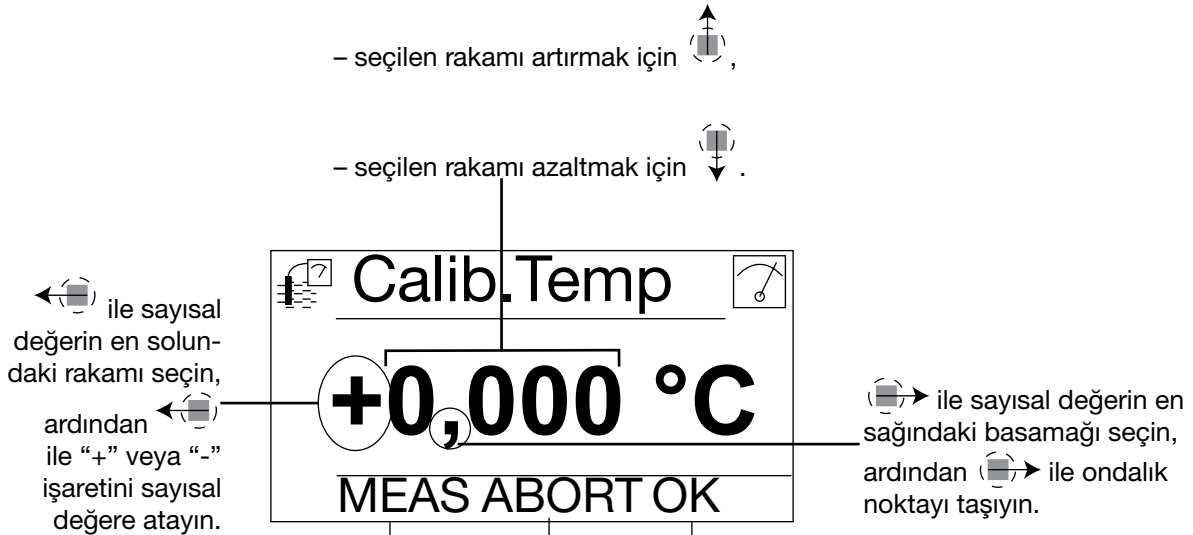 – seçilen rakamı artırmak için ,
– seçilen rakamı azaltmak için .
Calib.Temp
+0,000 °C
MEAS ABORT OK
ile sayısal
değerin en solun-
daki rakamı seçin,
ardından
ile “+” veya “-”
işaretini sayısal
değere atayın.
ile sayısal değerin en
sağındaki basamağı seçin,
ardından ile ondalık
noktayı taşıyın.